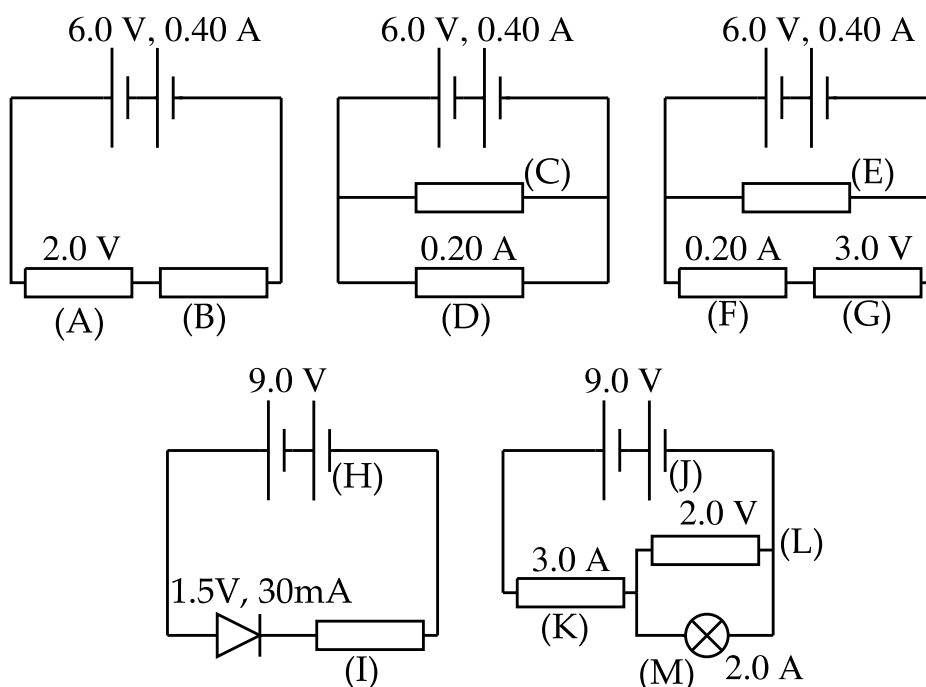 6.0 V, 0.40 A
6.0 V, 0.40 A
6.0 V, 0.40 A
(C)
(E)
2.0 V
0.20 A
0.20 A
3.0 V
(A)
(B)
(D)
(F)
(G)
9.0 V
9.0 V
(H)
(J)
2.0 V
(L)
3.0 A
1.5V, 30mA
(K)
(I)
(M)
2.0 A